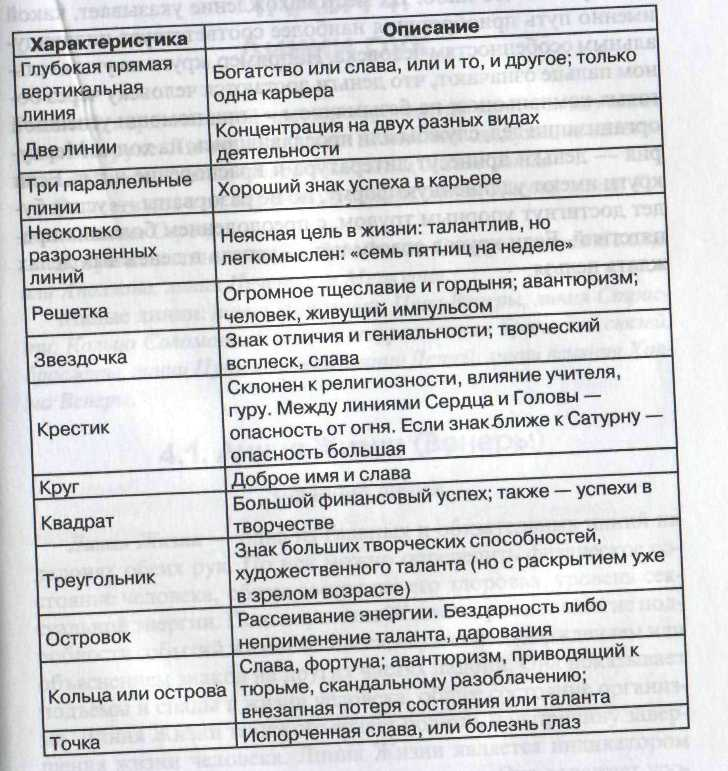 Характеристика
Описание
Глубокая прямая
вертикальная
линия
Богатство или слава, или и то, и другое; только
одна карьера
Две линии
Концентрация на двух разных видах
деятельности
Три параллельные
линии
Хороший знак успеха в карьере
Несколько
разрозненных
линий
Неясная цель в жизни: талантлив, но
легкомыслен: «семь пятниц на неделе»
Решетка
Огромное тщеславие и гордыня; авантюризм;
человек, живущий импульсом
Звездочка
Знак отличия и гениальности; творческий
всплеск, слава
Крестик
Склонен к религиозности, влияние учителя,
гуру. Между линиями Сердца и Головы —
опасность от огня. Если знак ближе к Сатурну —
опасность большая
Круг
Доброе имя и слава
Квадрат
Большой финансовый успех; также — успехи в
творчестве
Треугольник
Знак больших творческих способностей,
художественного таланта (но с раскрытием уже
в зрелом возрасте)
Островок
Рассеивание энергии. Бездарность либо
неприменение таланта, дарования
Кольца или острова
Слава, фортуна; авантюризм, приводящий к
тюрьме, скандальному разоблачению;
внезапная потеря состояния или таланта
Точка
Испорченная слава, или болезнь глаз